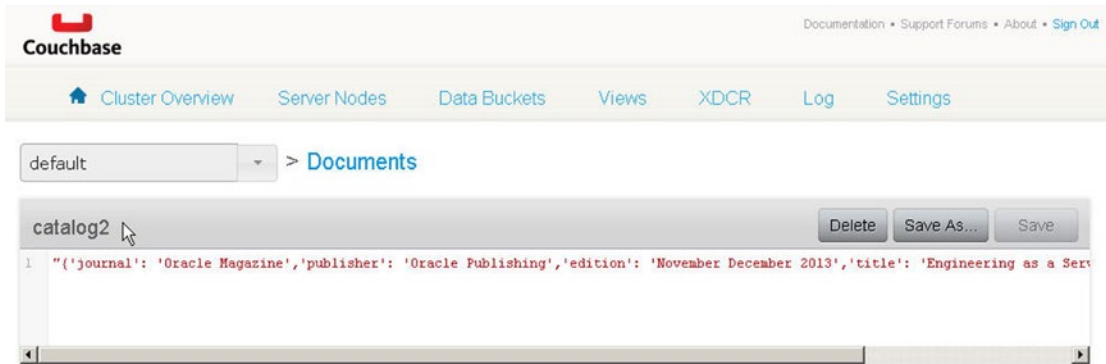 Couchbase
Documentation • Support Forums • About • Sign Out
Cluster Overview Server Nodes Data Buckets Views XDCR Log Settings
default > Documents
catalog2 Delete Save As... Save
1 "{'journal': 'Oracle Magazine','publisher': 'Oracle Publishing','edition': 'November December 2013','title': 'Engineering as a